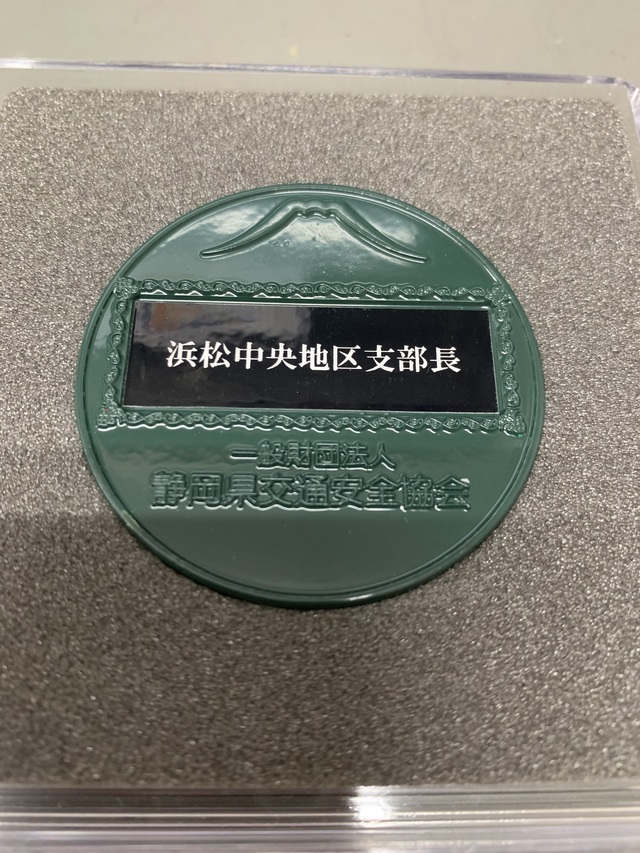 浜松中央地区支部長
一般財団法人
静岡県交通安全協会